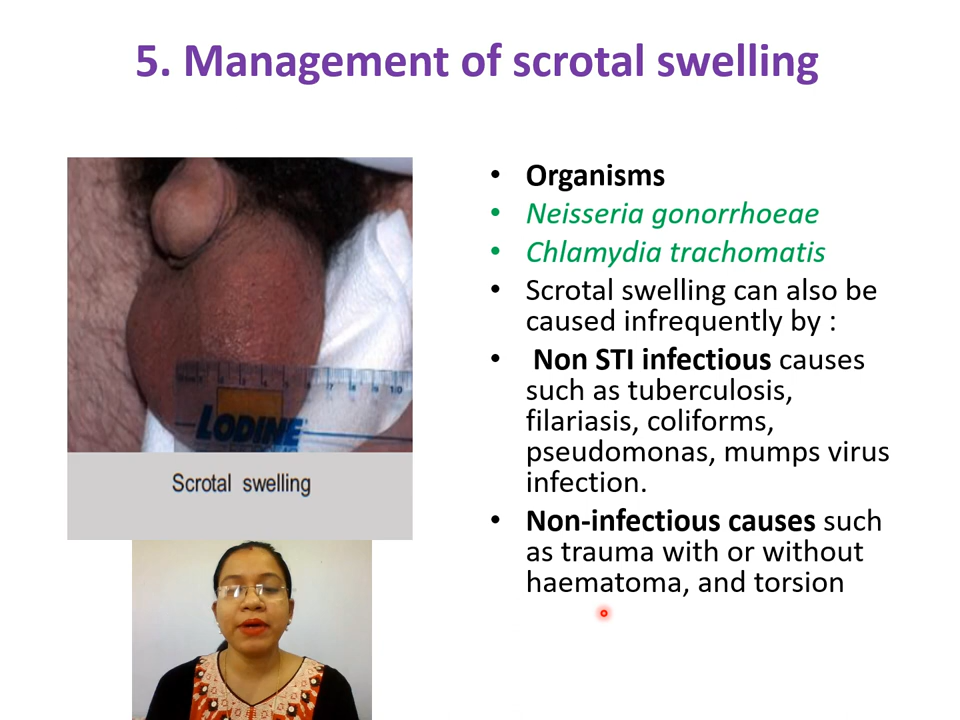 5. Management of scrotal swelling
• Organisms
• Neisseria gonorrhoeae
• Chlamydia trachomatis
• Scrotal swelling can also be
caused infrequently by :
• Non STI infectious causes
such as tuberculosis,
filariasis, coliforms,
pseudomonas, mumps virus
infection.
• Non-infectious causes such
as trauma with or without
haematoma, and torsion
LODINE
Scrotal swelling